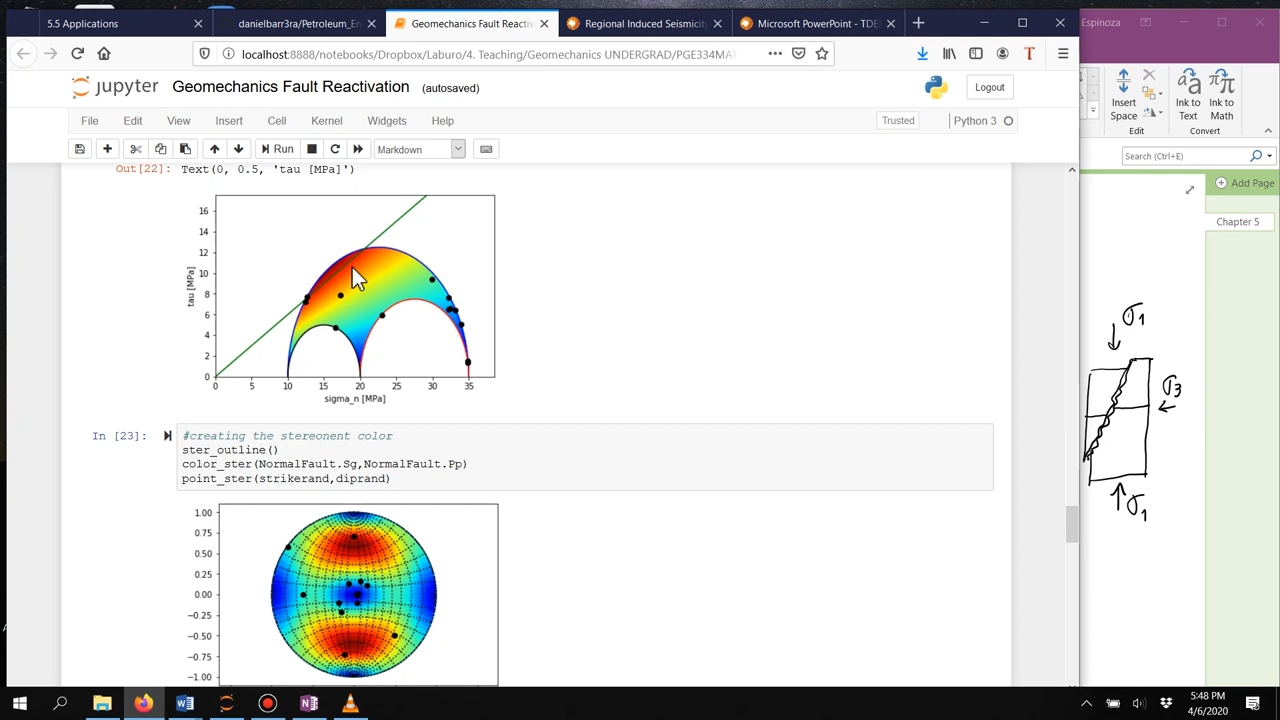 Espinoza
5.5 Applications
danielbarr3ra/Petroleum_En
Geomechanics Fault Reactiv
Regional Induced Seismicity
Microsoft PowerPoint - TDE
localhost:8888/notebooks/Dropbox/Laburo/4. Teaching/Geomechanics UNDERGRAD/PGE334MAT
jupyter Geomechanics Fault Reactivation (autosaved)
Logout
File Edit View Insert Cell Kernel Widgets Help
Trusted
Python 3
Run
Markdown
Insert Space
Ink to Text
Ink to Math
Edit
Convert
Search (Ctrl+E)
Add Page
Chapter 5
Out[22]: Text(0, 0.5, 'tau [MPa]')
16
14
12
10
8
6
4
2
0
tau [MPa]
0 5 10 15 20 25 30 35
sigma_n [MPa]
σ1
σ3
σ1
In [23]:
#creating the stereonent color
ster_outline()
color_ster(NormalFault.Sg,NormalFault.Pp)
point_ster(strikerand,diprand)
1.00
0.75
0.50
0.25
0.00
−0.25
−0.50
−0.75
−1.00
5:48 PM
4/6/2020